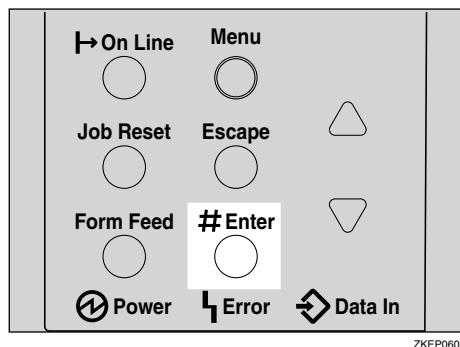 On Line Menu
Job Reset Escape
Form Feed # Enter
Power Error Data In
ZKEP060